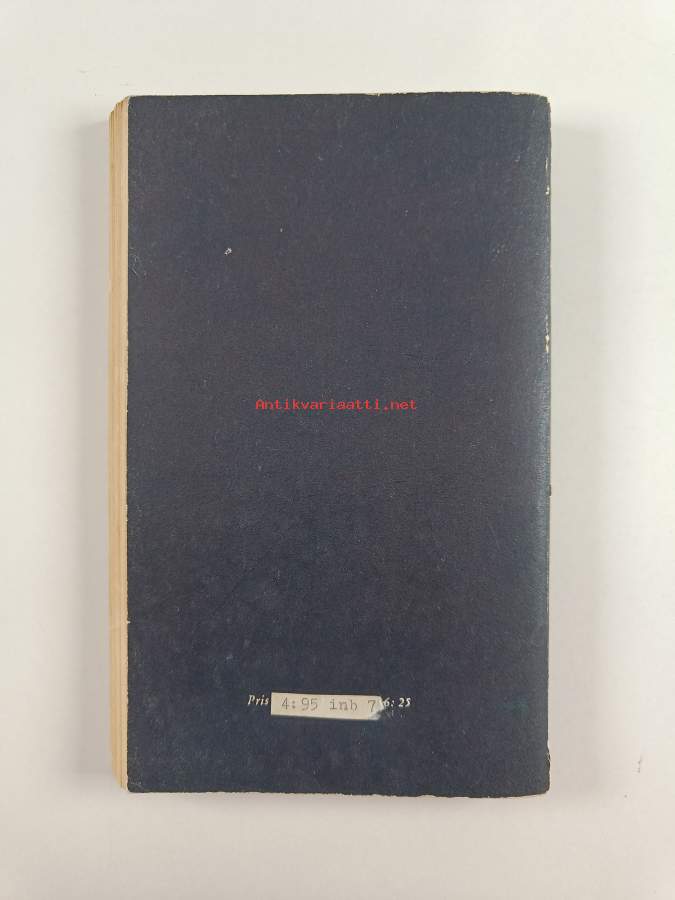 Antikvariaatti.net
Pris 4:95 inb 7 6:25